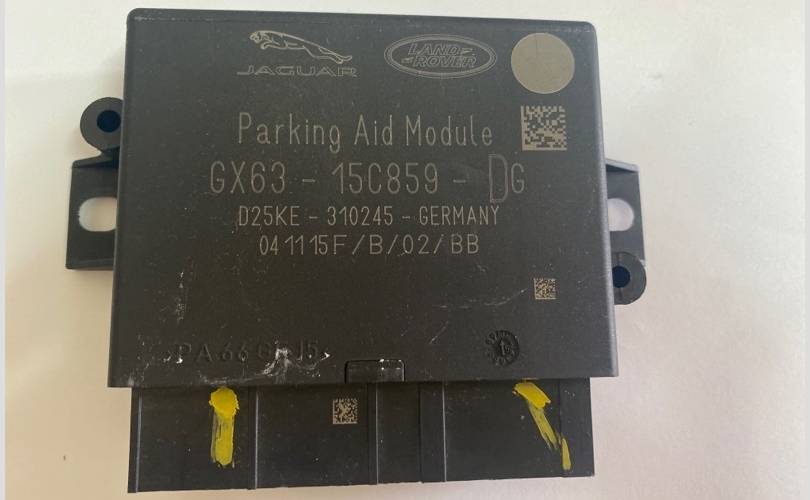 JAGUAR
LAND ROVER
Parking Aid Module
GX63 - 15C859 - DG
D25KE - 310245 - GERMANY
041115F/B/02/BB